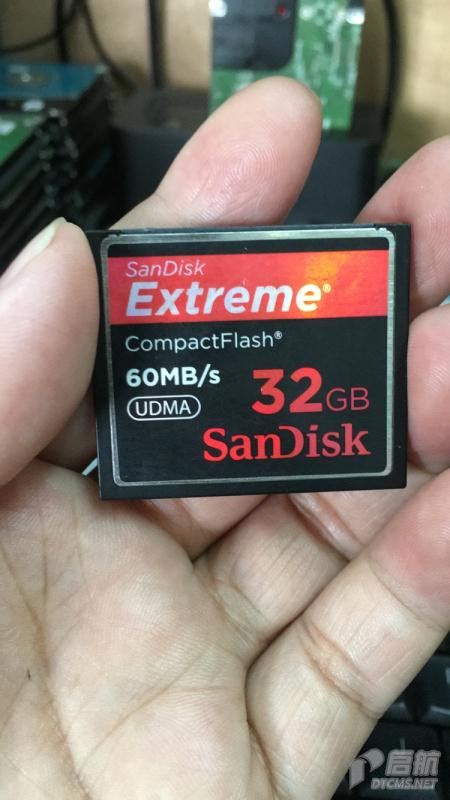 SanDisk
Extreme®
CompactFlash®
60MB/s
32GB
UDMA
SanDisk
启航
DTCMS.NET